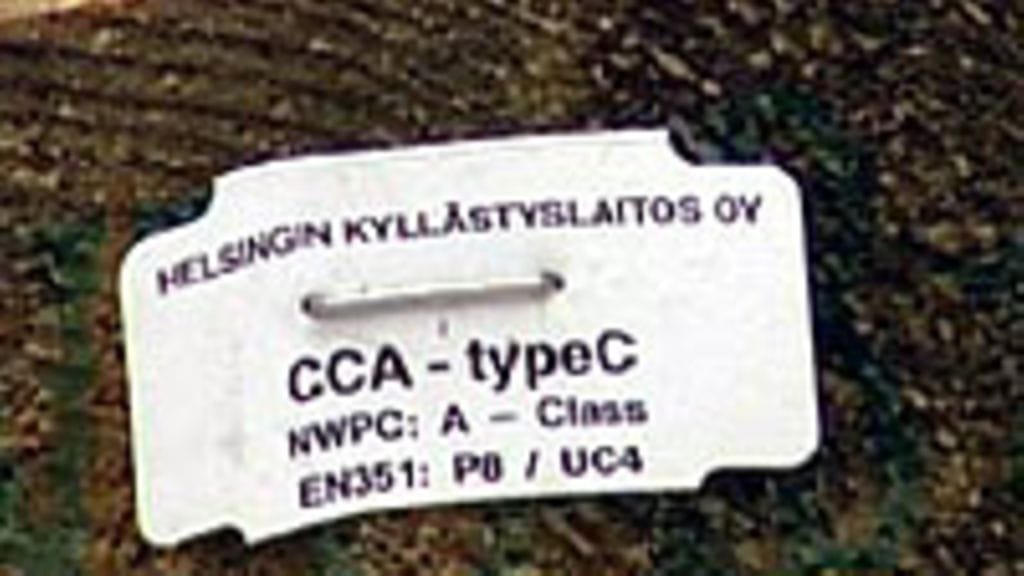 HELSINGIN KYLLÄSTYSLAITOS OY
CCA - typeC
NWPC: A - Class
EN351: P8 / UC4